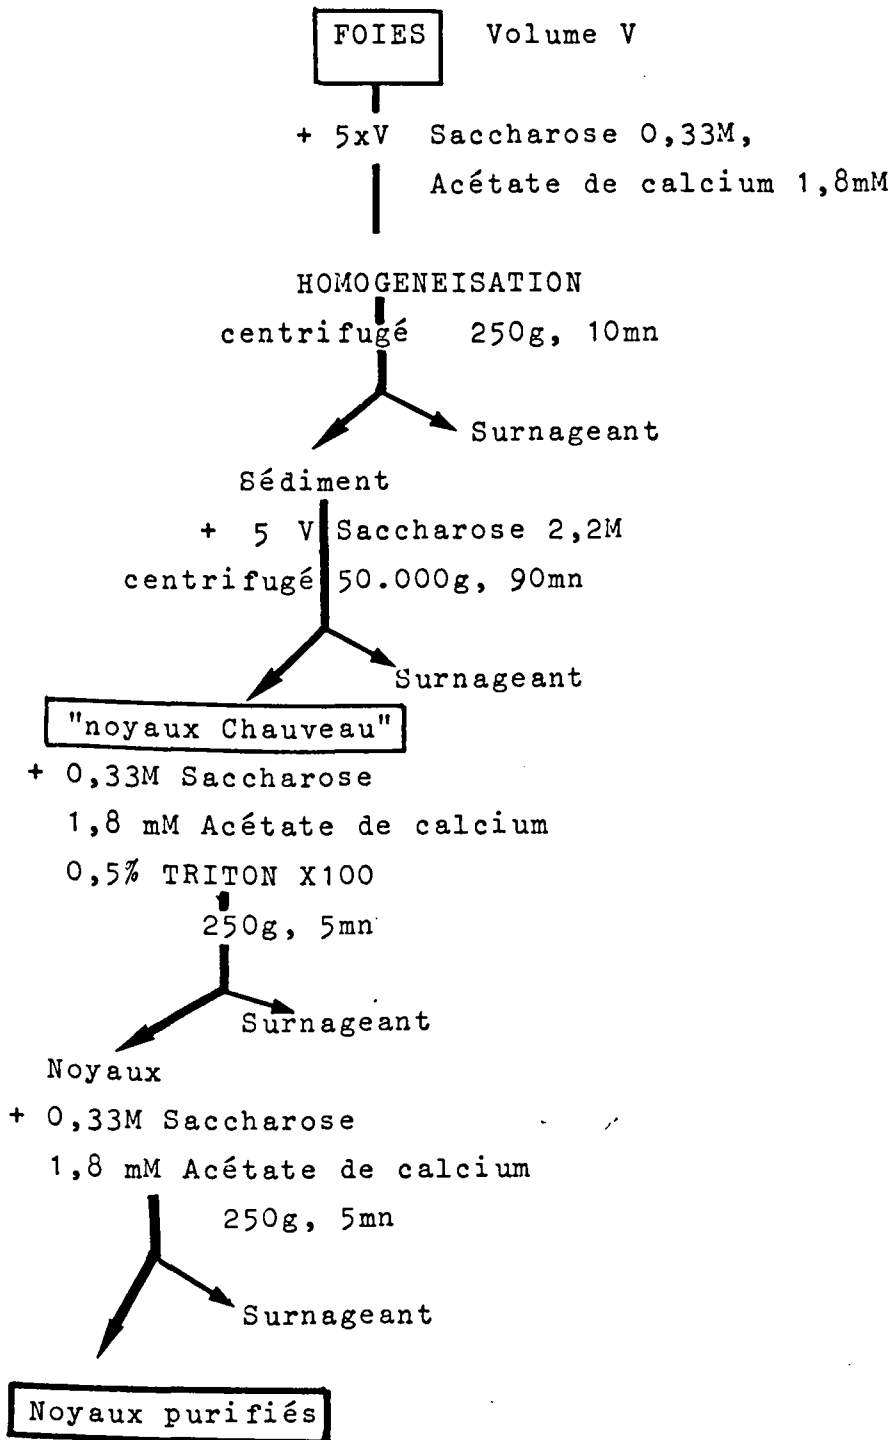 FOIES Volume V
+ 5xV Saccharose 0,33M,
Acétate de calcium 1,8mM
HOMOGENEISATION
centrifugé 250g, 10mn
Surnageant
Sédiment
+ 5 V Saccharose 2,2M
centrifugé 50.000g, 90mn
Surnageant
"noyaux Chauveau"
+ 0,33M Saccharose
1,8 mM Acétate de calcium
0,5% TRITON X100
250g, 5mn
Surnageant
Noyaux
+ 0,33M Saccharose
1,8 mM Acétate de calcium
250g, 5mn
Surnageant
Noyaux purifiés